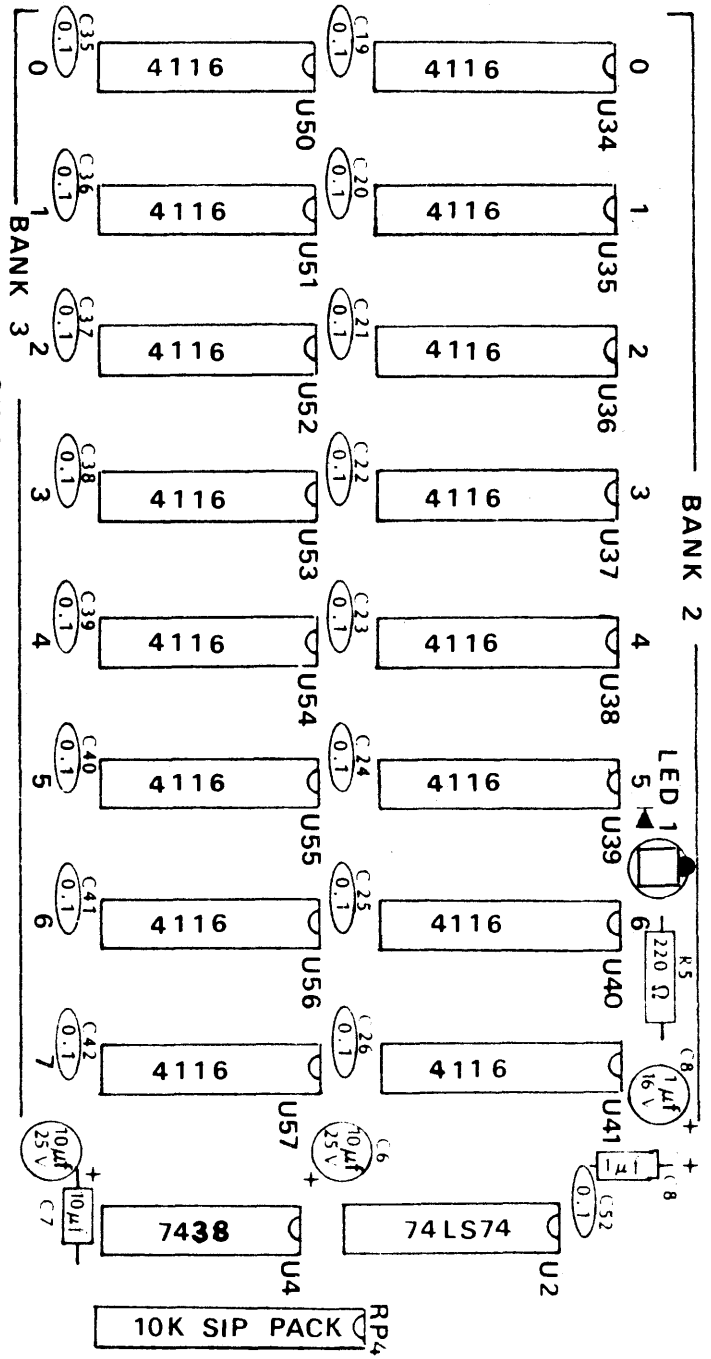 C35
0.1
0
4116
U50
C19
0.1
4116
U34
0
C36
0.1
1
4116
U51
C20
0.1
4116
U35
1
BANK 3
C37
0.1
2
4116
U52
C21
0.1
4116
U36
2
C38
0.1
3
4116
U53
C22
0.1
4116
U37
3
BANK 2
C39
0.1
4
4116
U54
C23
0.1
4116
U38
4
C40
0.1
5
4116
U55
C24
0.1
4116
U39
5
LED 1
C41
0.1
6
4116
U56
C25
0.1
4116
U40
6
R5
220 Ω
C42
0.1
7
4116
U57
C26
0.1
4116
U41
C8
1 µf
16 V
+
10µf
25 V
+
C7
10µf
C6
10µf
25 V
+
1µf
+
C8
C52
0.1
7438
U4
74LS74
U2
10K SIP PACK
RP4